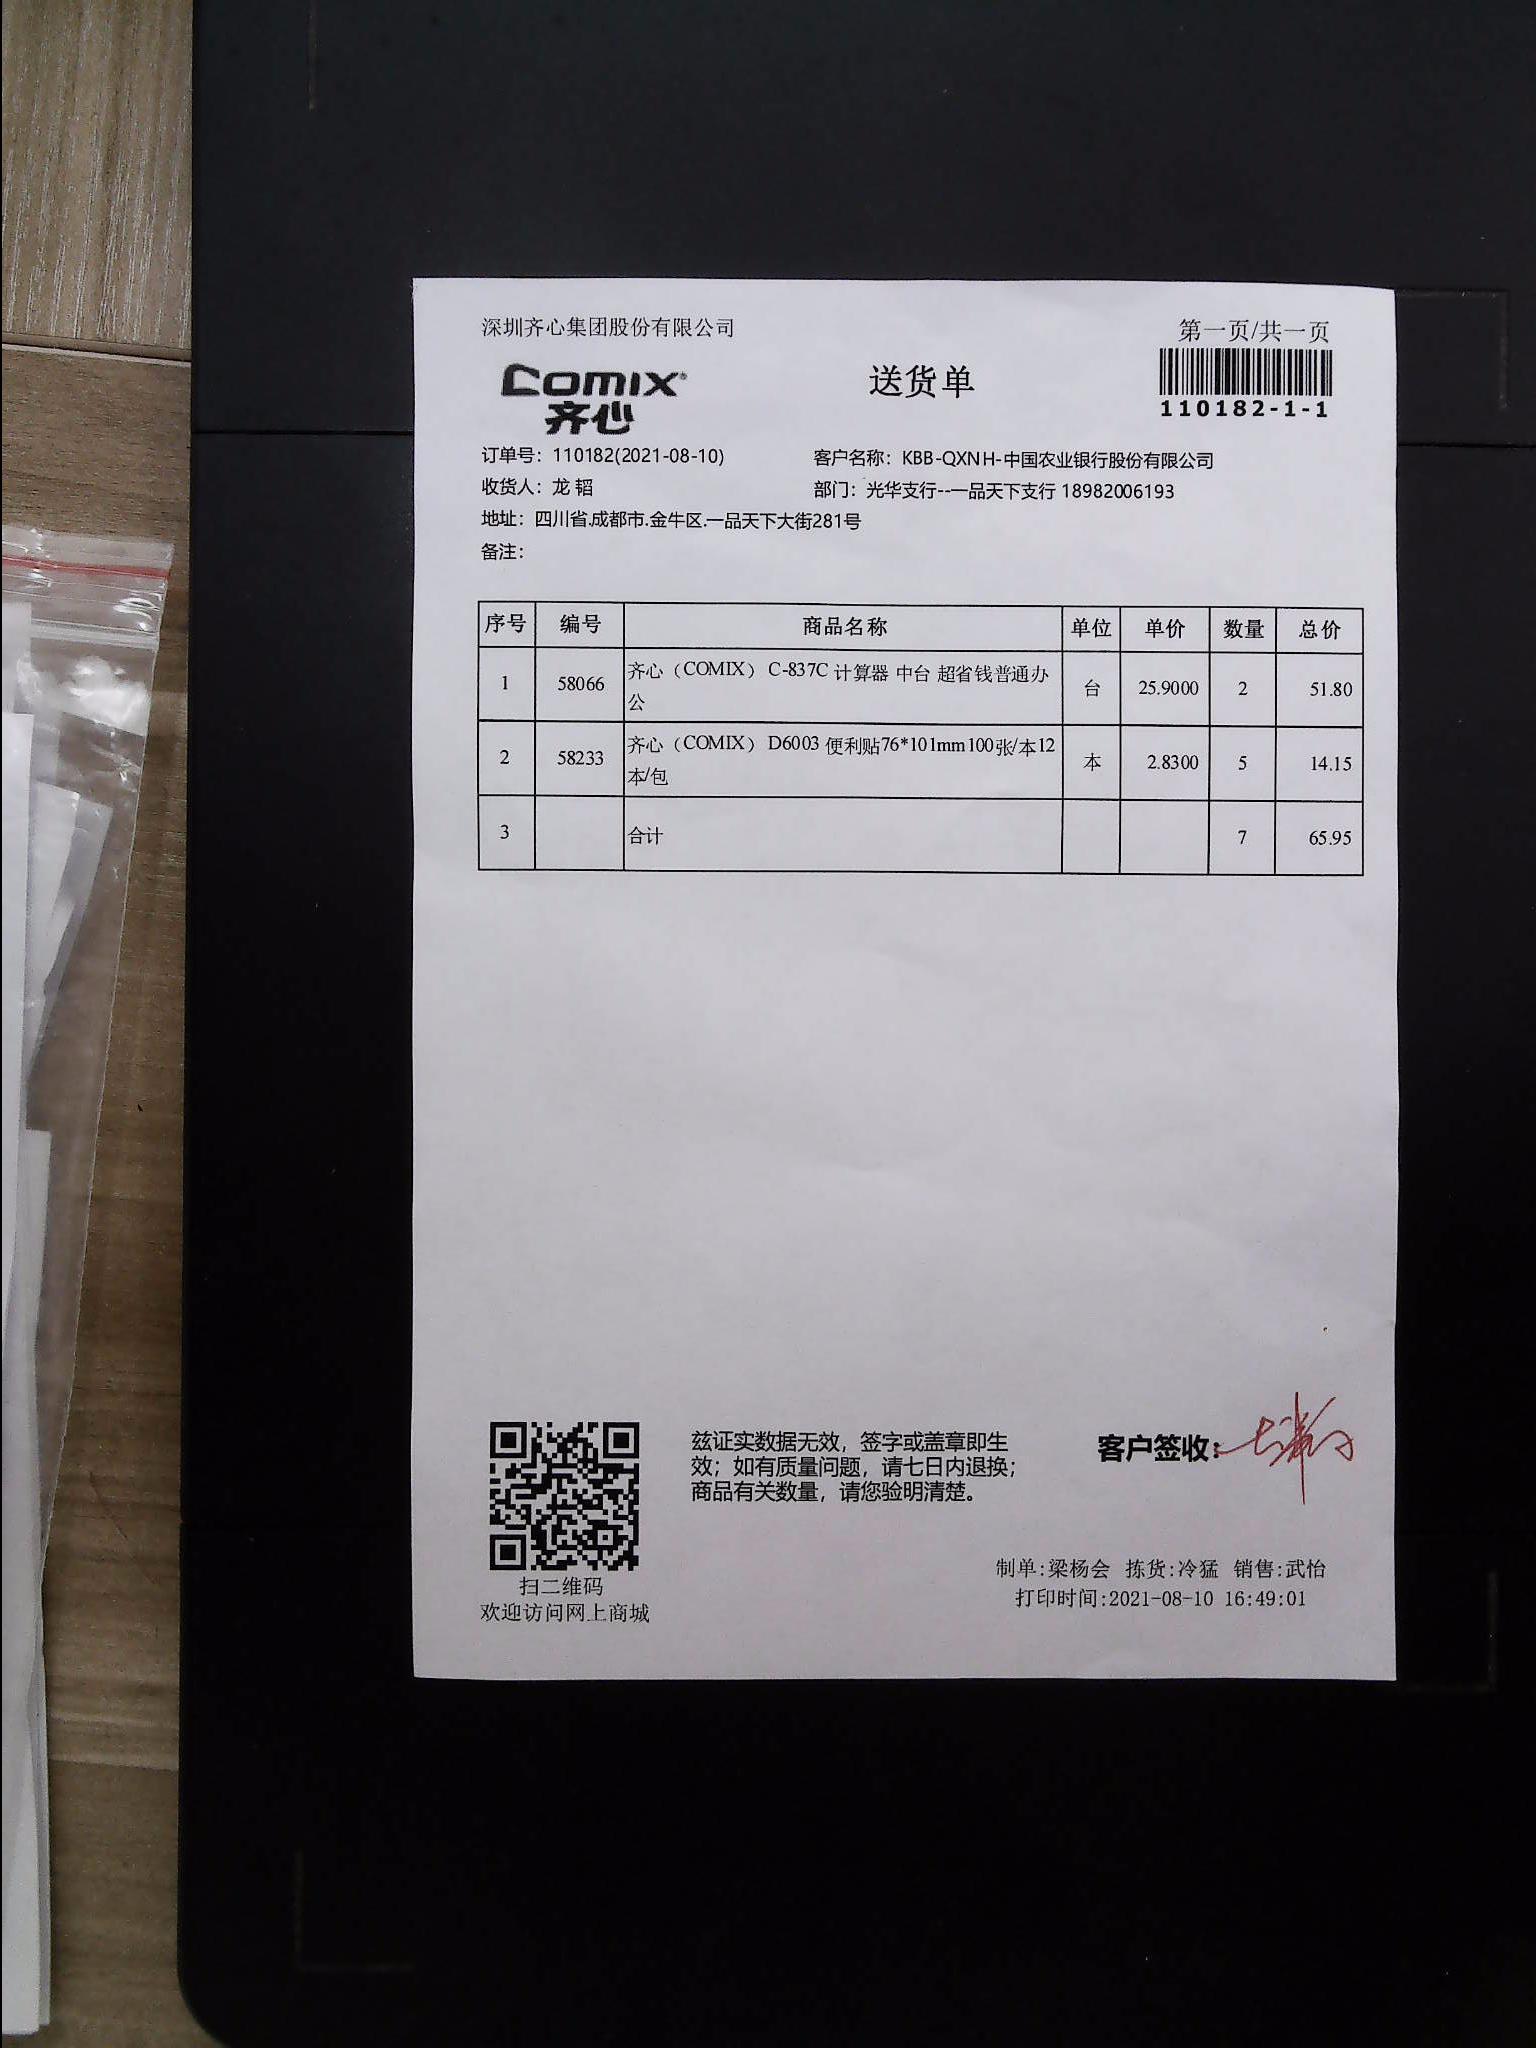 深圳齐心集团股份有限公司
第一页/共一页
COMIX®
齐心
送货单
110182-1-1
订单号：110182(2021-08-10)
客户名称：KBB-QXNH-中国农业银行股份有限公司
收货人：龙 韬
部门：光华支行--一品天下支行 18982006193
地址：四川省.成都市.金牛区.一品天下大街281号
备注：
序号 编号 商品名称 单位 单价 数量 总价
1 58066 齐心（COMIX） C-837C 计算器 中台 超省钱普通办
公 台 25.9000 2 51.80
2 58233 齐心（COMIX） D6003 便利贴76*101mm100张/本12
本/包 本 2.8300 5 14.15
3 合计 7 65.95
兹证实数据无效，签字或盖章即生
效；如有质量问题，请七日内退换；
商品有关数量，请您验明清楚。
客户签收：
扫二维码
欢迎访问网上商城
制单:梁杨会 拣货:冷猛 销售:武怡
打印时间:2021-08-10 16:49:01